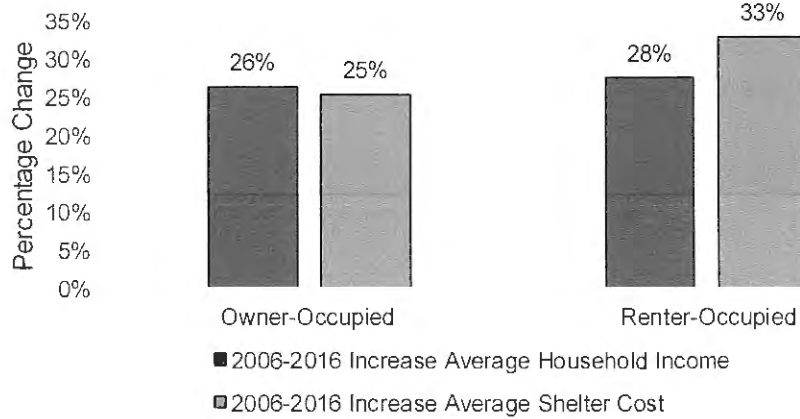 33%
35%
30%
25%
20%
15%
10%
5%
0%
Percentage Change
26%
25%
28%
Owner-Occupied
Renter-Occupied
2006-2016 Increase Average Household Income
2006-2016 Increase Average Shelter Cost